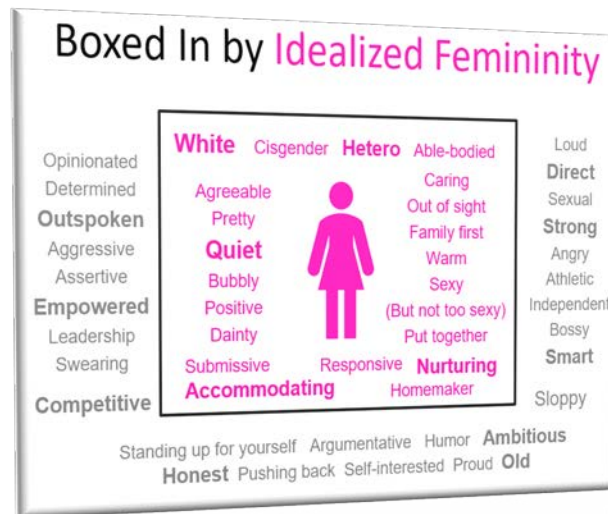 Boxed In by Idealized Femininity
White Cisgender Hetero Able-bodied
Agreeable
Pretty
Quiet
Bubbly
Positive
Dainty
Caring
Out of sight
Family first
Warm
Sexy
(But not too sexy)
Put together
Submissive Responsive Nurturing
Accommodating Homemaker
Opinionated
Determined
Outspoken
Aggressive
Assertive
Empowered
Leadership
Swearing
Competitive
Loud
Direct
Sexual
Strong
Angry
Athletic
Independent
Bossy
Smart
Sloppy
Standing up for yourself Argumentative Humor Ambitious
Honest Pushing back Self-interested Proud Old